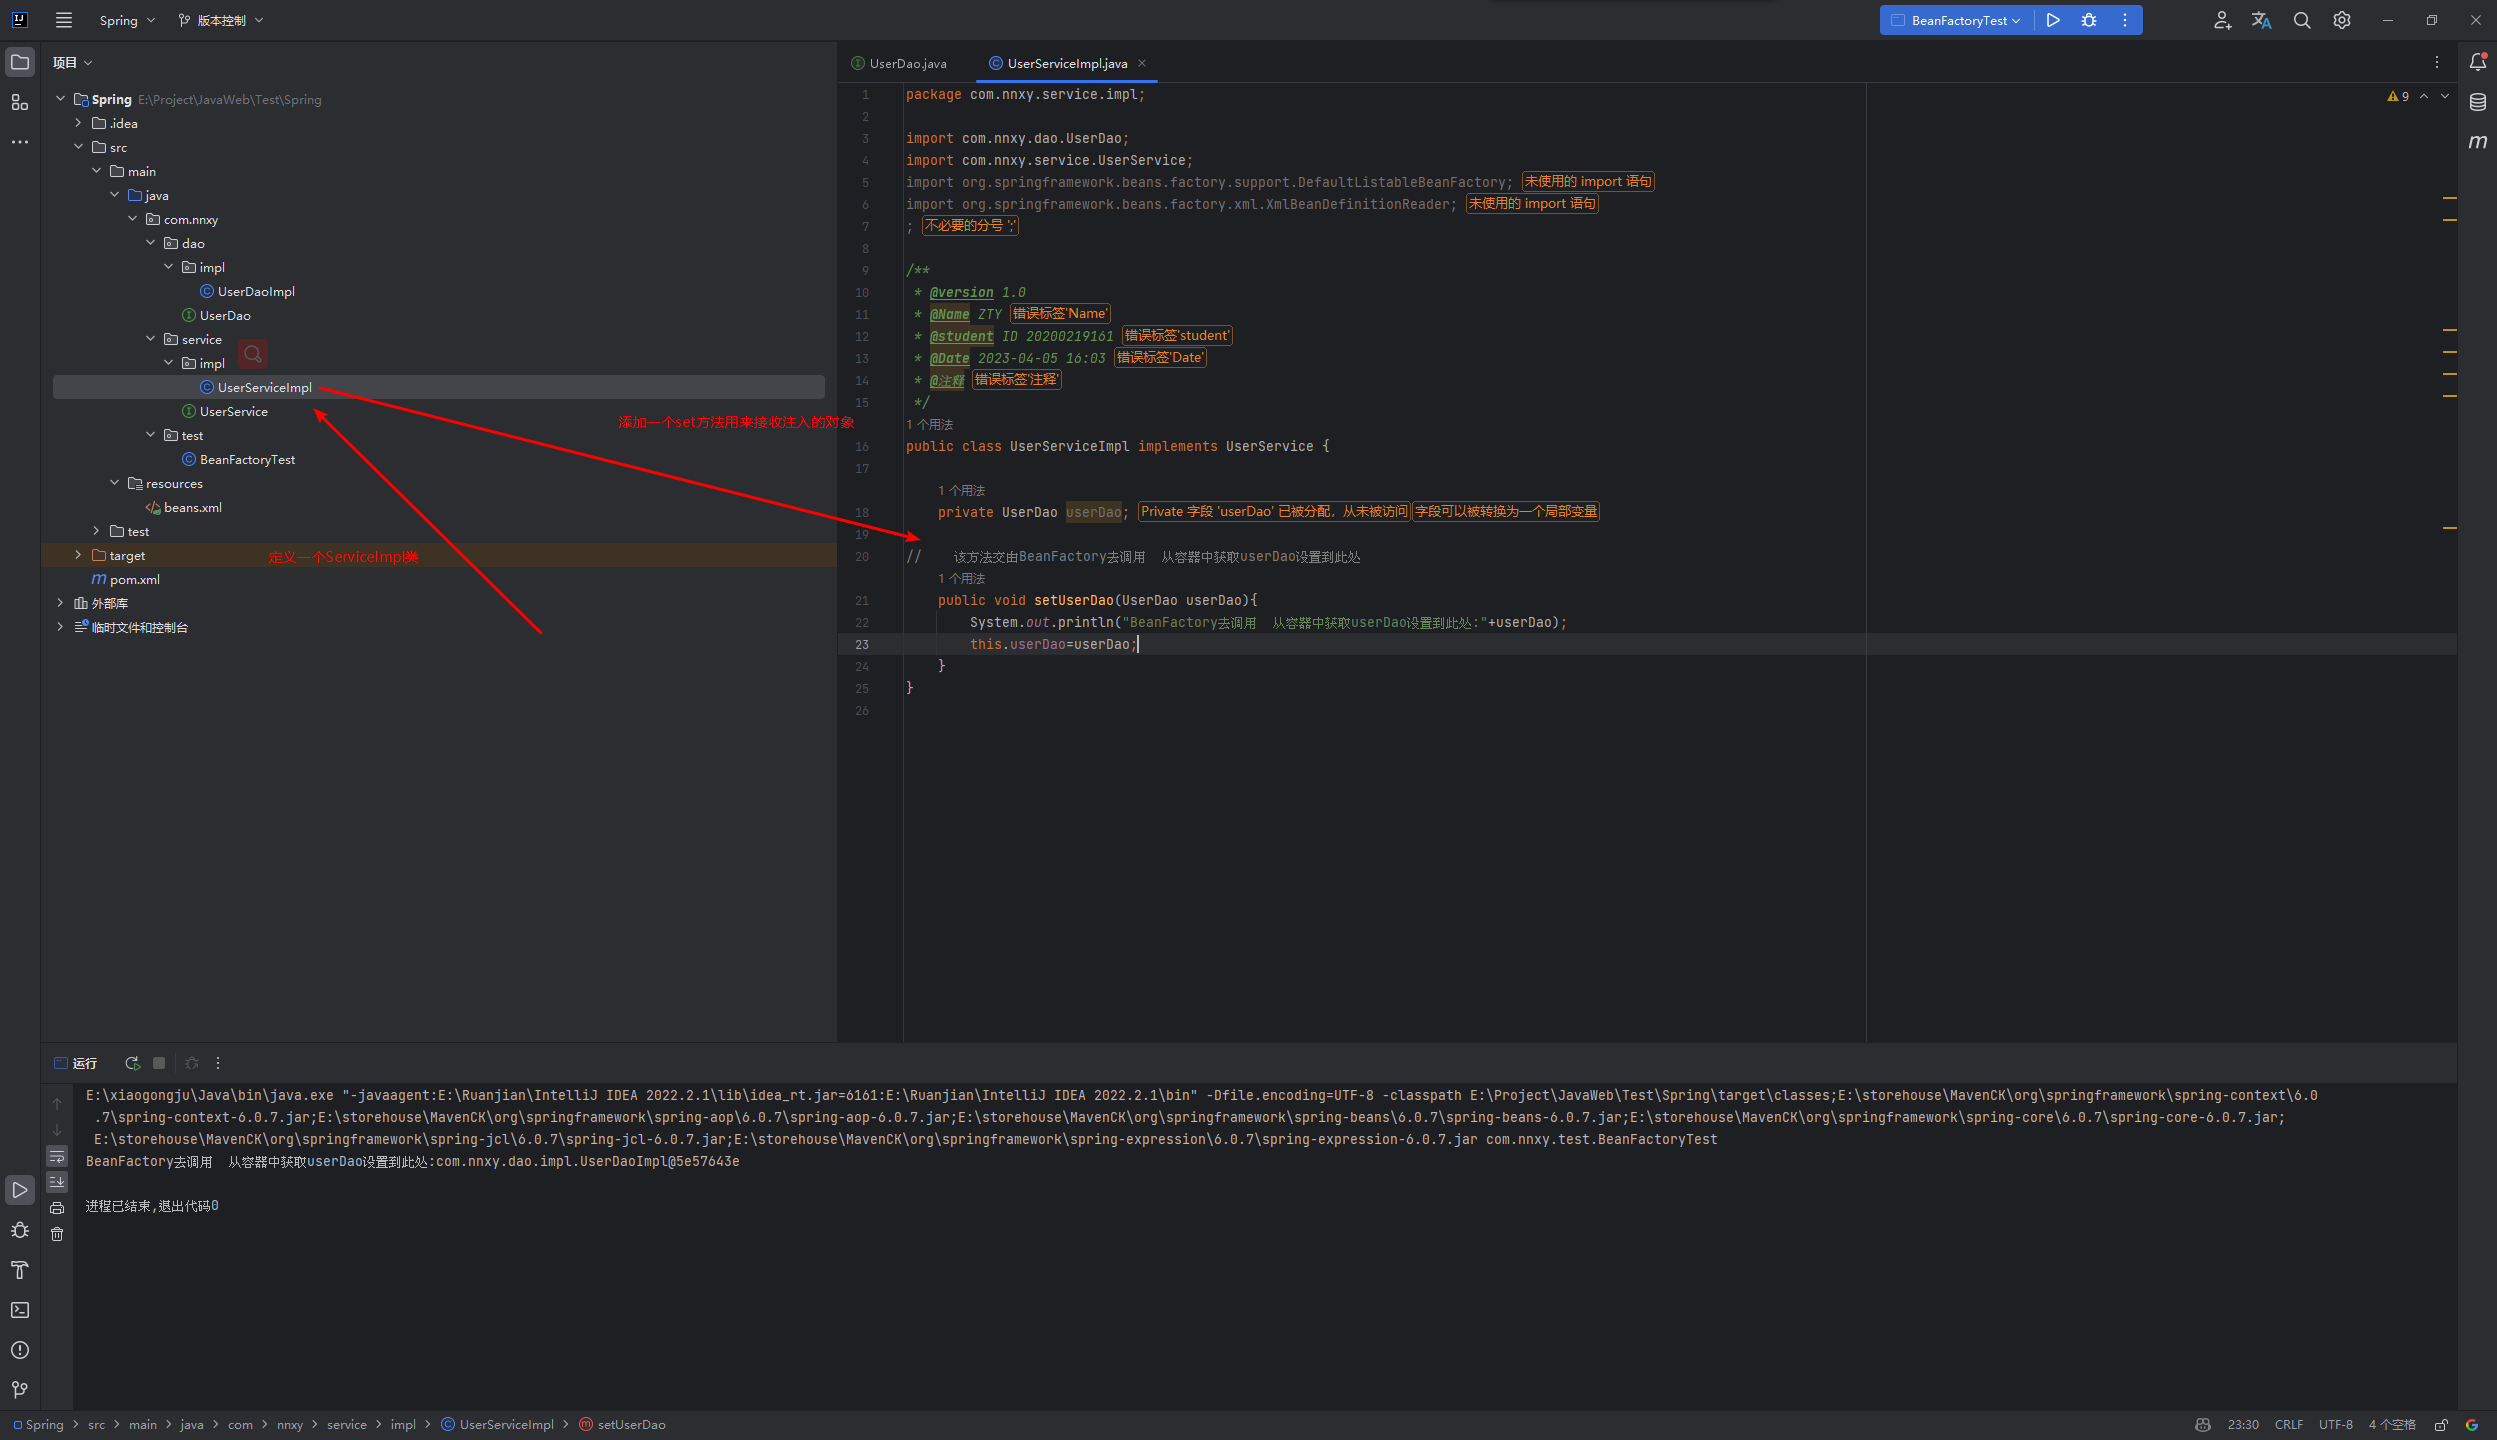 Spring
版本控制
BeanFactoryTest
项目
UserDao.java
UserServiceImpl.java
Spring E:\Project\JavaWeb\Test\Spring
.idea
src
main
java
com.nnxy
dao
impl
UserDaoImpl
UserDao
service
impl
UserServiceImpl
UserService
test
BeanFactoryTest
resources
beans.xml
test
target
pom.xml
外部库
临时文件和控制台
添加一个set方法用来接收注入的对象
定义一个ServiceImpl类
9
1 package com.nnxy.service.impl;
2
3 import com.nnxy.dao.UserDao;
4 import com.nnxy.service.UserService;
5 import org.springframework.beans.factory.support.DefaultListableBeanFactory; 未使用的 import 语句
6 import org.springframework.beans.factory.xml.XmlBeanDefinitionReader; 未使用的 import 语句
7 ; 不必要的分号 ';'
8
9 /**
10 * @version 1.0
11 * @Name ZTY 错误标签'Name'
12 * @student ID 20200219161 错误标签'student'
13 * @Date 2023-04-05 16:03 错误标签'Date'
14 * @注释 错误标签'注释'
15 */
1 个用法
16 public class UserServiceImpl implements UserService {
17
1 个用法
18 private UserDao userDao; Private 字段 'userDao' 已被分配，从未被访问 字段可以被转换为一个局部变量
19
20 // 该方法交由BeanFactory去调用 从容器中获取userDao设置到此处
1 个用法
21 public void setUserDao(UserDao userDao){
22 System.out.println("BeanFactory去调用 从容器中获取userDao设置到此处:"+userDao);
23 this.userDao=userDao;
24 }
25 }
26
运行
E:\xiaogongju\Java\bin\java.exe "-javaagent:E:\Ruanjian\IntelliJ IDEA 2022.2.1\lib\idea_rt.jar=6161:E:\Ruanjian\IntelliJ IDEA 2022.2.1\bin" -Dfile.encoding=UTF-8 -classpath E:\Project\JavaWeb\Test\Spring\target\classes;E:\storehouse\MavenCK\org\springframework\spring-context\6.0
.7\spring-context-6.0.7.jar;E:\storehouse\MavenCK\org\springframework\spring-aop\6.0.7\spring-aop-6.0.7.jar;E:\storehouse\MavenCK\org\springframework\spring-beans\6.0.7\spring-beans-6.0.7.jar;E:\storehouse\MavenCK\org\springframework\spring-core\6.0.7\spring-core-6.0.7.jar;
E:\storehouse\MavenCK\org\springframework\spring-jcl\6.0.7\spring-jcl-6.0.7.jar;E:\storehouse\MavenCK\org\springframework\spring-expression\6.0.7\spring-expression-6.0.7.jar com.nnxy.test.BeanFactoryTest
BeanFactory去调用 从容器中获取userDao设置到此处:com.nnxy.dao.impl.UserDaoImpl@5e57643e
进程已结束,退出代码0
Spring > src > main > java > com > nnxy > service > impl > UserServiceImpl > setUserDao
23:30 CRLF UTF-8 4 个空格